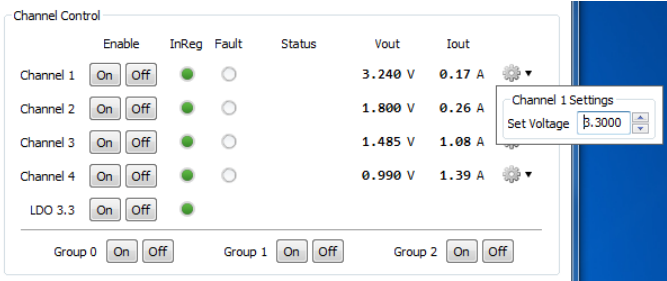 Channel Control
Enable InReg Fault Status Vout Iout
Channel 1 On Off 3.240 V 0.17 A
Channel 2 On Off 1.800 V 0.26 A
Channel 1 Settings
Set Voltage 3.3000
Channel 3 On Off 1.485 V 1.08 A
Channel 4 On Off 0.990 V 1.39 A
LDO 3.3 On Off
Group 0 On Off Group 1 On Off Group 2 On Off